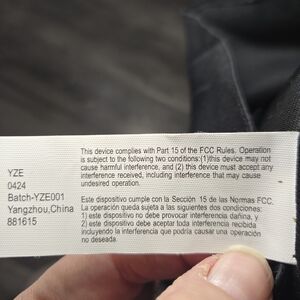 YZE
0424
Batch-YZE001
Yangzhou,China
881615
This device complies with Part 15 of the FCC Rules. Operation
is subject to the following two conditions:(1)this device may not
cause harmful interference, and (2) this device must accept any
interference received, including interference that may cause
undesired operation.
Este dispositivo cumple con la Sección 15 de las Normas FCC.
La operación queda sujeta a las siguientes dos condiciones:
1) este dispositivo no debe provocar interferencia dañina, y
2) este dispositivo debe aceptar toda interferencia recibida
incluyendo la interferencia que podría causar una operación
no deseada.